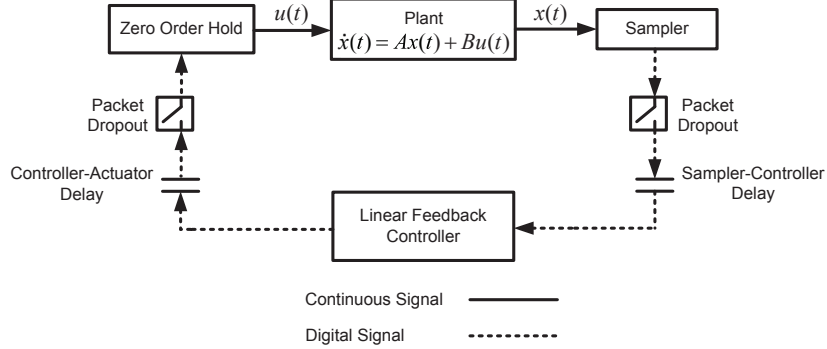 u(t)
Plant
x(t)
Zero Order Hold
ẋ(t) = Ax(t) + Bu(t)
Sampler
Packet
Dropout
Packet
Dropout
Controller-Actuator
Delay
Sampler-Controller
Delay
Linear Feedback
Controller
Continuous Signal
Digital Signal